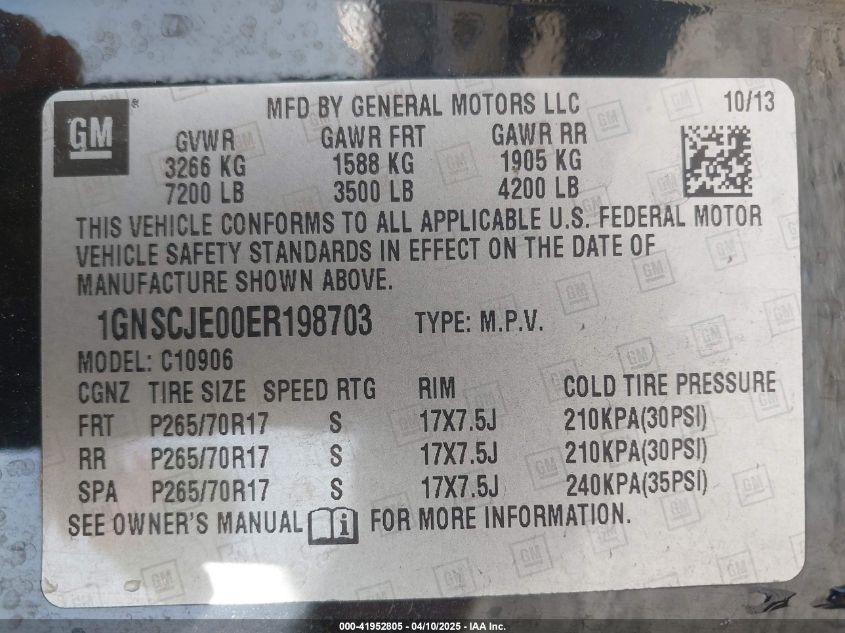 GM ® MFD BY GENERAL MOTORS LLC 10/13
GVWR GAWR FRT GAWR RR
3266 KG 1588 KG 1905 KG
7200 LB 3500 LB 4200 LB
THIS VEHICLE CONFORMS TO ALL APPLICABLE U.S. FEDERAL MOTOR
VEHICLE SAFETY STANDARDS IN EFFECT ON THE DATE OF
MANUFACTURE SHOWN ABOVE.
1GNSCJE00ER198703 TYPE: M.P.V.
MODEL: C10906
CGNZ TIRE SIZE SPEED RTG RIM COLD TIRE PRESSURE
FRT P265/70R17 S 17X7.5J 210KPA(30PSI)
RR P265/70R17 S 17X7.5J 210KPA(30PSI)
SPA P265/70R17 S 17X7.5J 240KPA(35PSI)
SEE OWNER'S MANUAL i FOR MORE INFORMATION.
000-41952805 - 04/10/2025 - IAA Inc.